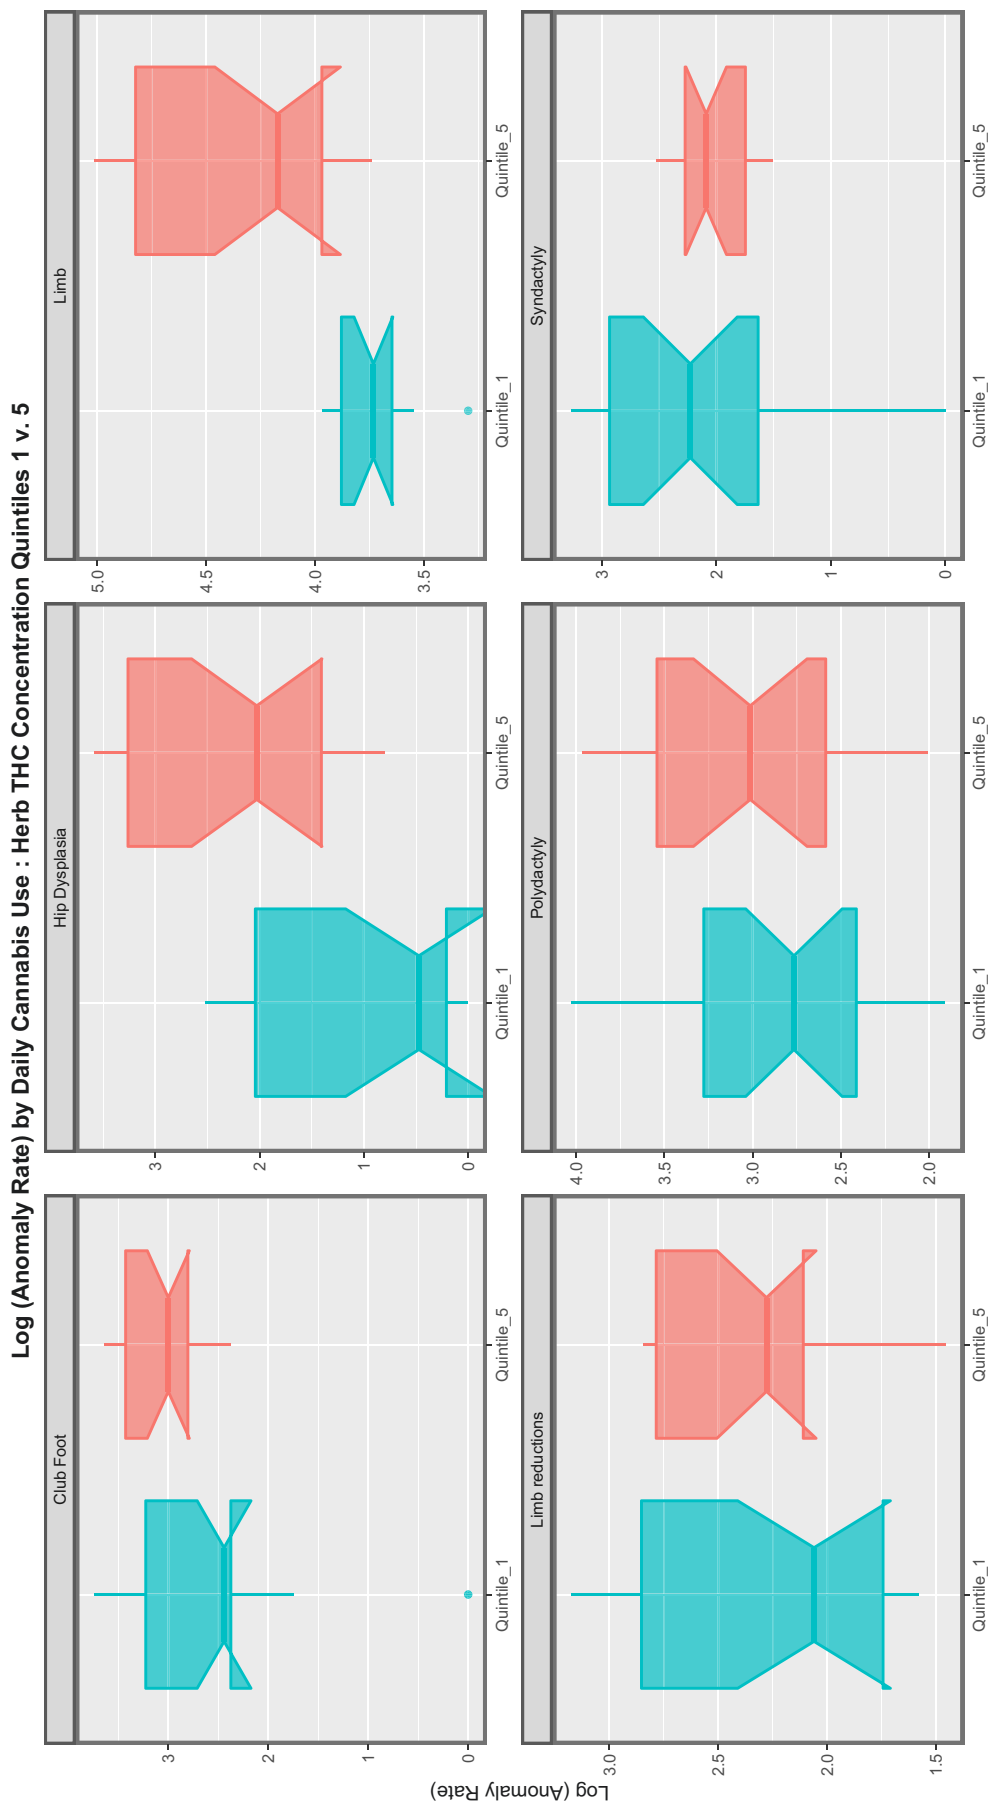 Log (Anomaly Rate) by Daily Cannabis Use : Herb THC Concentration Quintiles 1 v. 5
Log (Anomaly Rate)
Club Foot
3
2
1
0
Quintile_1
Quintile_5
Hip Dysplasia
3
2
1
0
Quintile_1
Quintile_5
Limb
5.0
4.5
4.0
3.5
Quintile_1
Quintile_5
Limb reductions
3.0
2.5
2.0
1.5
Quintile_1
Quintile_5
Polydactyly
4.0
3.5
3.0
2.5
2.0
Quintile_1
Quintile_5
Syndactyly
3
2
1
0
Quintile_1
Quintile_5